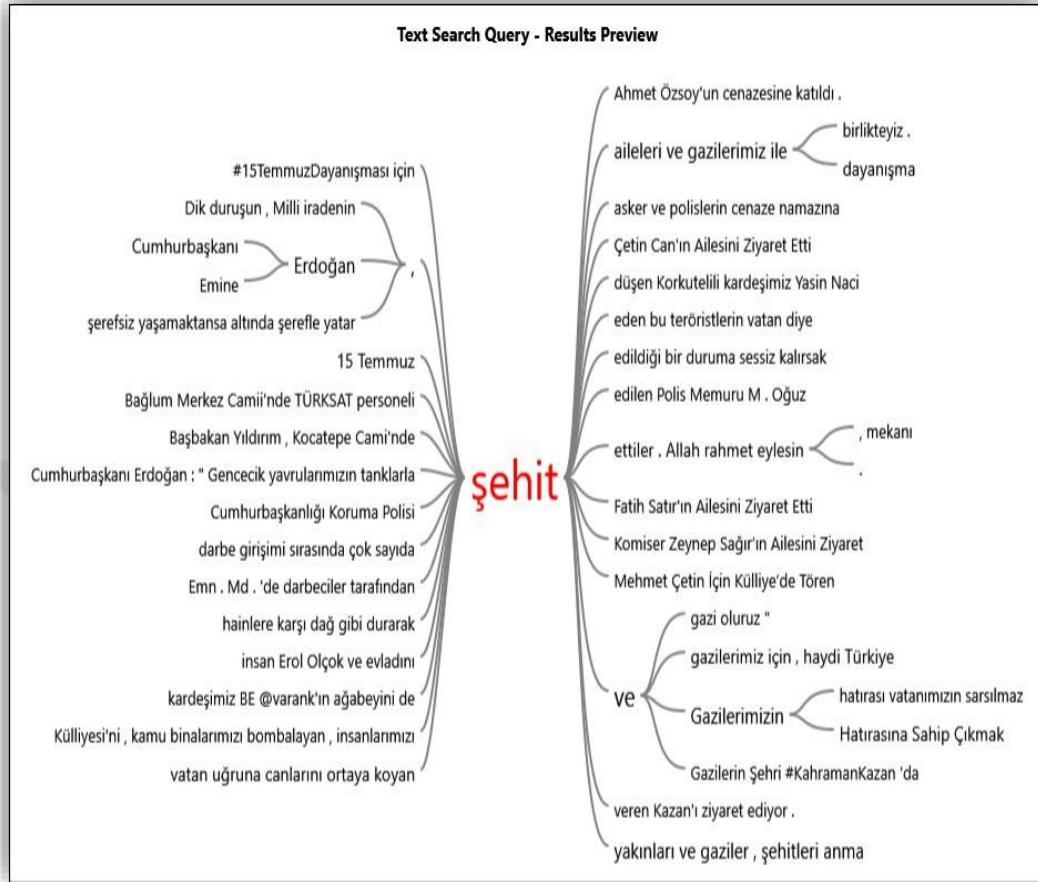 Text Search Query - Results Preview
#15TemmuzDayanışması için
Dik duruşun , Milli iradenin
Cumhurbaşkanı
Emine
Erdoğan
şerefsiz yaşamaktansa altında şerefle yatar
,
15 Temmuz
Bağlum Merkez Camii'nde TÜRKSAT personeli
Başbakan Yıldırım , Kocatepe Cami'nde
Cumhurbaşkanı Erdoğan : " Gencecik yavrularımızın tanklarla
Cumhurbaşkanlığı Koruma Polisi
darbe girişimi sırasında çok sayıda
Emn . Md . 'de darbeciler tarafından
hainlere karşı dağ gibi durarak
insan Erol Olçok ve evladını
kardeşimiz BE @varank'ın ağabeyini de
Külliyesi'ni , kamu binalarımızı bombalayan , insanlarımızı
vatan uğruna canlarını ortaya koyan
şehit
Ahmet Özsoy'un cenazesine katıldı .
aileleri ve gazilerimiz ile
birlikteyiz .
dayanışma
asker ve polislerin cenaze namazına
Çetin Can'ın Ailesini Ziyaret Etti
düşen Korkutelili kardeşimiz Yasin Naci
eden bu teröristlerin vatan diye
edildiği bir duruma sessiz kalırsak
edilen Polis Memuru M . Oğuz
ettiler . Allah rahmet eylesin
, mekanı
.
Fatih Satır'ın Ailesini Ziyaret Etti
Komiser Zeynep Sağır'ın Ailesini Ziyaret
Mehmet Çetin İçin Külliye'de Tören
ve
gazi oluruz "
gazilerimiz için , haydi Türkiye
Gazilerimizin
hatırası vatanımızın sarsılmaz
Hatırasına Sahip Çıkmak
Gazilerin Şehri #KahramanKazan 'da
veren Kazan'ı ziyaret ediyor .
yakınları ve gaziler , şehitleri anma